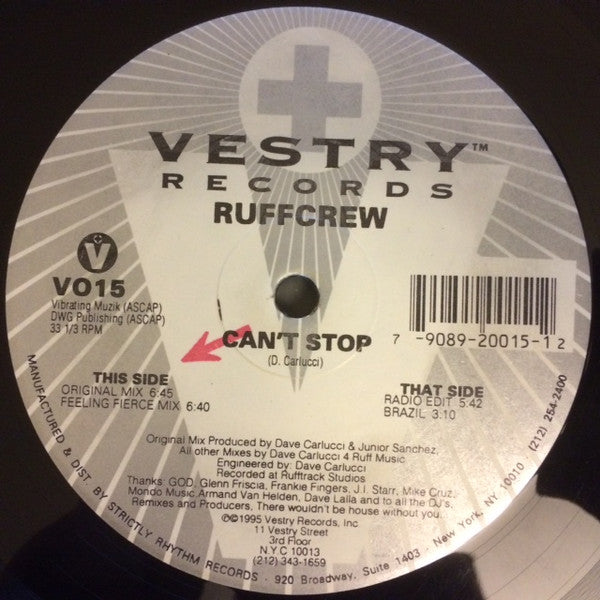 VESTRY™
RECORDS
RUFFCREW
V
VO15
Vibrating Muzik (ASCAP)
DWG Publishing (ASCAP)
33 1/3 RPM
CAN'T STOP
(D. Carlucci)
7 -9089-20015-1 2
THIS SIDE
ORIGINAL MIX 6:45
FEELING FIERCE MIX 6:40
THAT SIDE
RADIO EDIT 5:42
BRAZIL 3:10
Original Mix Produced by Dave Carlucci & Junior Sanchez,
All other Mixes by Dave Carlucci 4 Ruff Music
Engineered by: Dave Carlucci
Recorded at Rufftrack Studios
Thanks: GOD, Glenn Friscia, Frankie Fingers, J.I. Starr, Mike Cruz,
Mondo Music, Armand Van Helden, Dave Lalla and to all the DJ's,
Remixes and Producers, There wouldn't be house without you...
℗©1995 Vestry Records, Inc
11 Vestry Street
3rd Floor
N.Y.C 10013
(212) 343-1659
MANUFACTURED & DIST. BY STRICTLY RHYTHM RECORDS · 920 Broadway, Suite 1403 · New York, NY 10010 (212) 254-2400